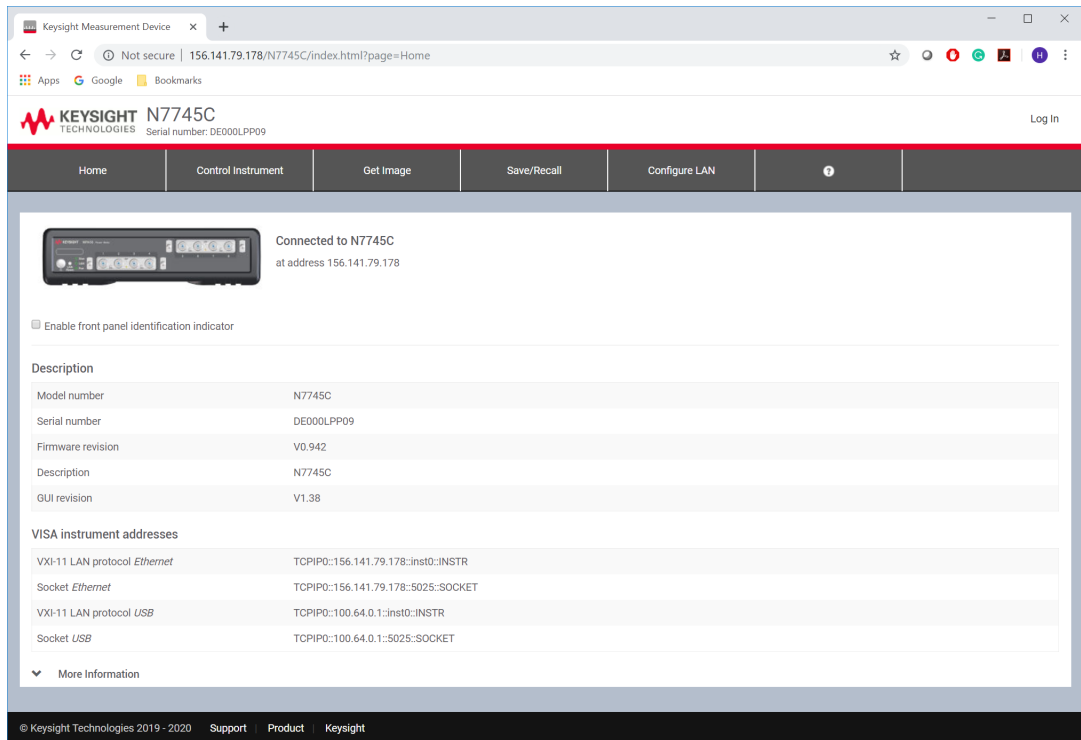 Keysight Measurement Device
Not secure | 156.141.79.178/N7745C/index.html?page=Home
H
Apps Google Bookmarks
KEYSIGHT TECHNOLOGIES
N7745C
Serial number: DE000LPP09
Log In
Home Control Instrument Get Image Save/Recall Configure LAN ?
Connected to N7745C
at address 156.141.79.178
Enable front panel identification indicator
Description
Model number N7745C
Serial number DE000LPP09
Firmware revision V0.942
Description N7745C
GUI revision V1.38
VISA instrument addresses
VXI-11 LAN protocol Ethernet TCPIP0::156.141.79.178::inst0::INSTR
Socket Ethernet TCPIP0::156.141.79.178::5025::SOCKET
VXI-11 LAN protocol USB TCPIP0::100.64.0.1::inst0::INSTR
Socket USB TCPIP0::100.64.0.1::5025::SOCKET
More Information
© Keysight Technologies 2019 - 2020 Support | Product | Keysight